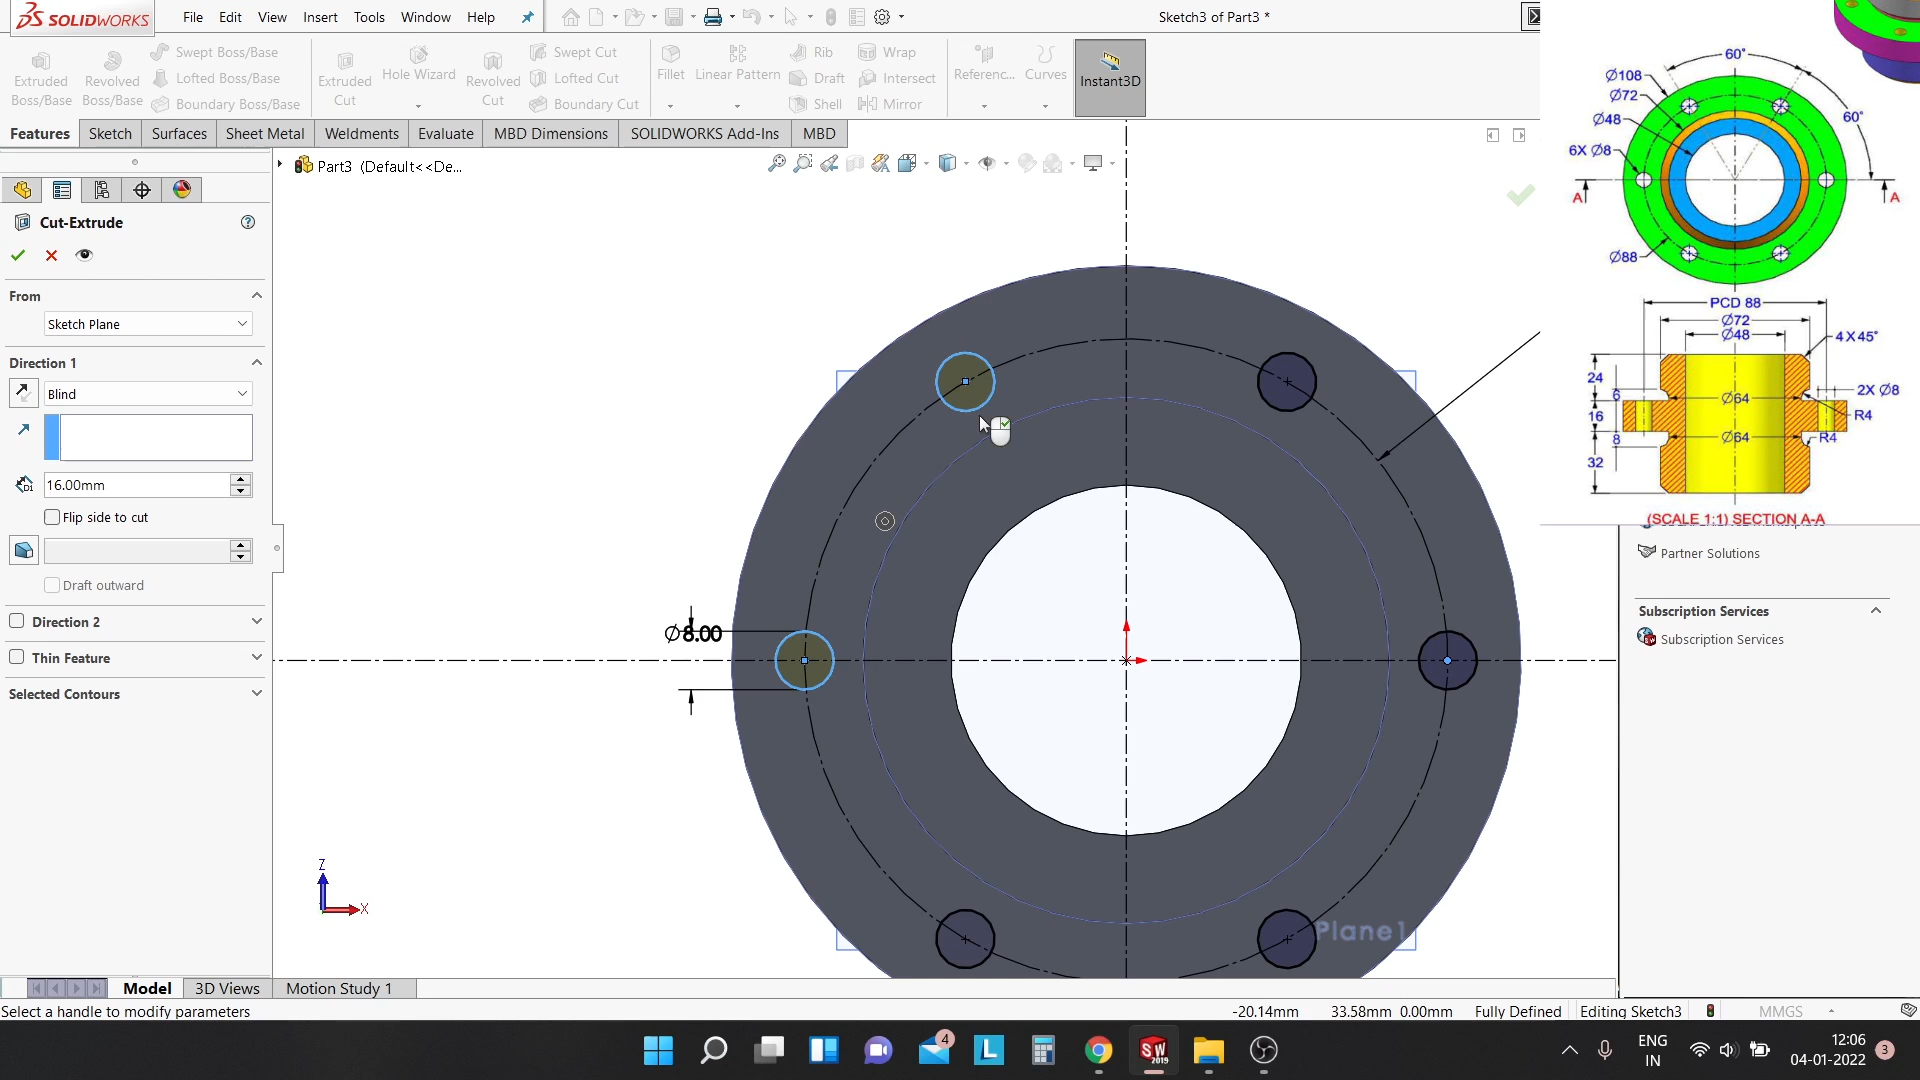 SOLIDWORKS
File Edit View Insert Tools Window Help
Sketch3 of Part3 *
Extruded Boss/Base
Revolved Boss/Base
Swept Boss/Base
Lofted Boss/Base
Boundary Boss/Base
Extruded Cut
Hole Wizard
Revolved Cut
Swept Cut
Lofted Cut
Boundary Cut
Fillet
Linear Pattern
Rib
Draft
Shell
Wrap
Intersect
Mirror
Referenc...
Curves
Instant3D
Features Sketch Surfaces Sheet Metal Weldments Evaluate MBD Dimensions SOLIDWORKS Add-Ins MBD
Part3 (Default<<De...
Cut-Extrude
From
Sketch Plane
Direction 1
Blind
D1
16.00mm
Flip side to cut
Draft outward
Direction 2
Thin Feature
Selected Contours
Ø8.00
Plane1
Z
X
60°
Ø108
Ø72
60°
Ø48
6X Ø8
A
A
Ø88
PCD 88
Ø72
Ø48
4X45°
24
6
Ø64
2X Ø8
16
R4
8
Ø64
R4
32
(SCALE 1:1) SECTION A-A
Partner Solutions
Subscription Services
Subscription Services
Model 3D Views Motion Study 1
Select a handle to modify parameters
-20.14mm 33.58mm 0.00mm Fully Defined Editing Sketch3 MMGS
4
L
SW
2019
ENG
IN
12:06
04-01-2022
3